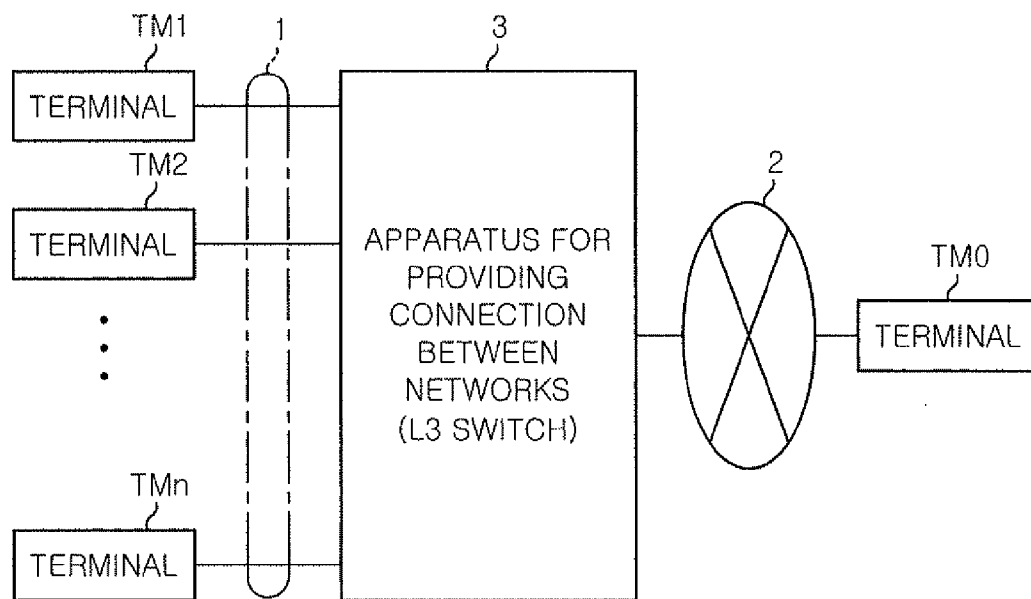 TM1
1
3
TERMINAL
TM2
2
TERMINAL
APPARATUS FOR
PROVIDING
CONNECTION
BETWEEN
NETWORKS
(L3 SWITCH)
TM0
TERMINAL
TMn
TERMINAL